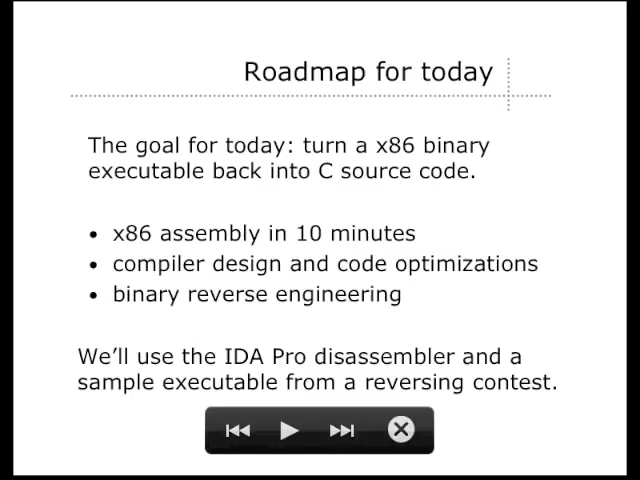 Roadmap for today
The goal for today: turn a x86 binary
executable back into C source code.
• x86 assembly in 10 minutes
• compiler design and code optimizations
• binary reverse engineering
We’ll use the IDA Pro disassembler and a
sample executable from a reversing contest.